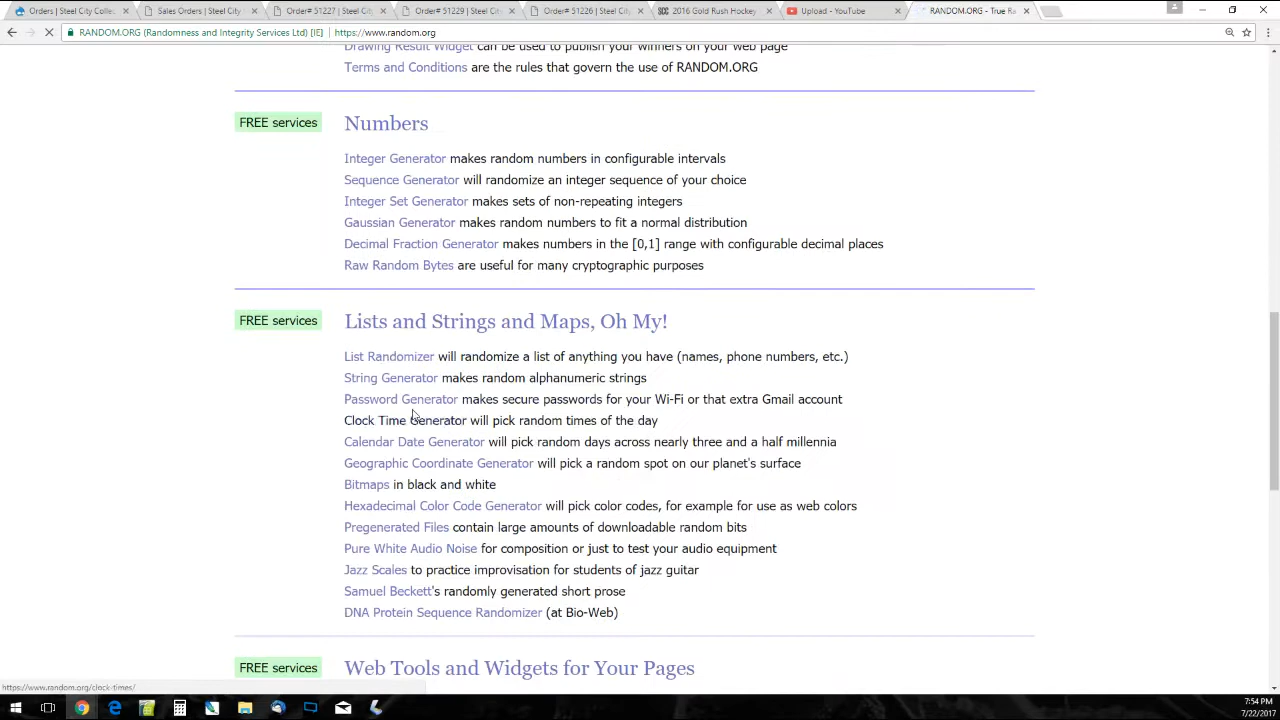 Orders | Steel City Collec
Sales Orders | Steel City
Order# 51227 | Steel City
Order# 51229 | Steel City
Order# 51226 | Steel City
2016 Gold Rush Hockey
Upload - YouTube
RANDOM.ORG - True Ra
RANDOM.ORG (Randomness and Integrity Services Ltd) [IE] | https://www.random.org
Drawing Result Widget can be used to publish your winners on your web page
Terms and Conditions are the rules that govern the use of RANDOM.ORG
FREE services
Numbers
Integer Generator makes random numbers in configurable intervals
Sequence Generator will randomize an integer sequence of your choice
Integer Set Generator makes sets of non-repeating integers
Gaussian Generator makes random numbers to fit a normal distribution
Decimal Fraction Generator makes numbers in the [0,1] range with configurable decimal places
Raw Random Bytes are useful for many cryptographic purposes
FREE services
Lists and Strings and Maps, Oh My!
List Randomizer will randomize a list of anything you have (names, phone numbers, etc.)
String Generator makes random alphanumeric strings
Password Generator makes secure passwords for your Wi-Fi or that extra Gmail account
Clock Time Generator will pick random times of the day
Calendar Date Generator will pick random days across nearly three and a half millennia
Geographic Coordinate Generator will pick a random spot on our planet's surface
Bitmaps in black and white
Hexadecimal Color Code Generator will pick color codes, for example for use as web colors
Pregenerated Files contain large amounts of downloadable random bits
Pure White Audio Noise for composition or just to test your audio equipment
Jazz Scales to practice improvisation for students of jazz guitar
Samuel Beckett's randomly generated short prose
DNA Protein Sequence Randomizer (at Bio-Web)
FREE services
Web Tools and Widgets for Your Pages
https://www.random.org/clock-times/
7:54 PM
7/22/2017